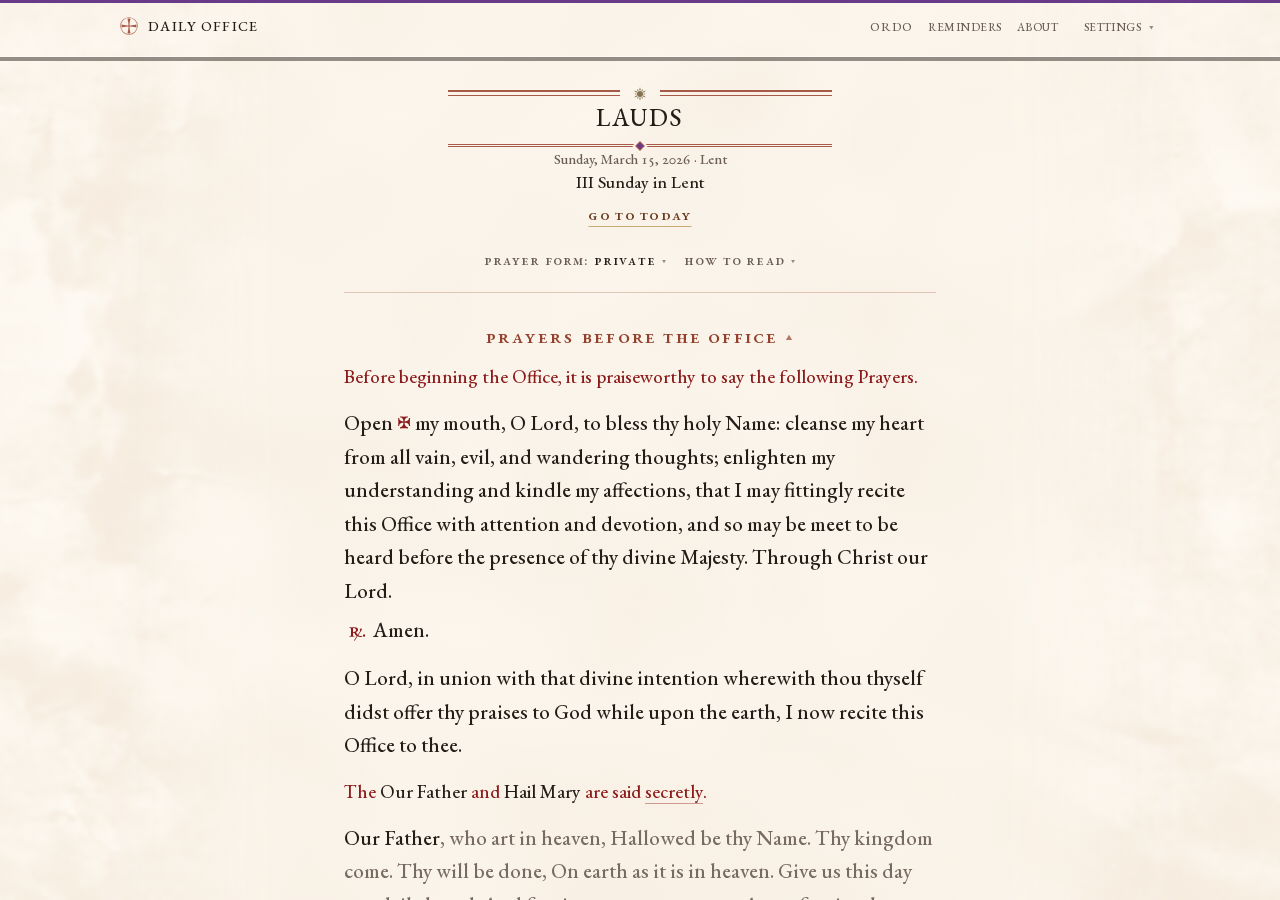 DAILY OFFICE
ORDO REMINDERS ABOUT SETTINGS ▾
LAUDS
Sunday, March 15, 2026 · Lent
III Sunday in Lent
GO TO TODAY
PRAYER FORM: PRIVATE ▾ HOW TO READ ▾
PRAYERS BEFORE THE OFFICE ▴
Before beginning the Office, it is praiseworthy to say the following Prayers.
Open ✠ my mouth, O Lord, to bless thy holy Name: cleanse my heart
from all vain, evil, and wandering thoughts; enlighten my
understanding and kindle my affections, that I may fittingly recite
this Office with attention and devotion, and so may be meet to be
heard before the presence of thy divine Majesty. Through Christ our
Lord.
℟. Amen.
O Lord, in union with that divine intention wherewith thou thyself
didst offer thy praises to God while upon the earth, I now recite this
Office to thee.
The Our Father and Hail Mary are said secretly.
Our Father, who art in heaven, Hallowed be thy Name. Thy kingdom
come. Thy will be done, On earth as it is in heaven. Give us this day